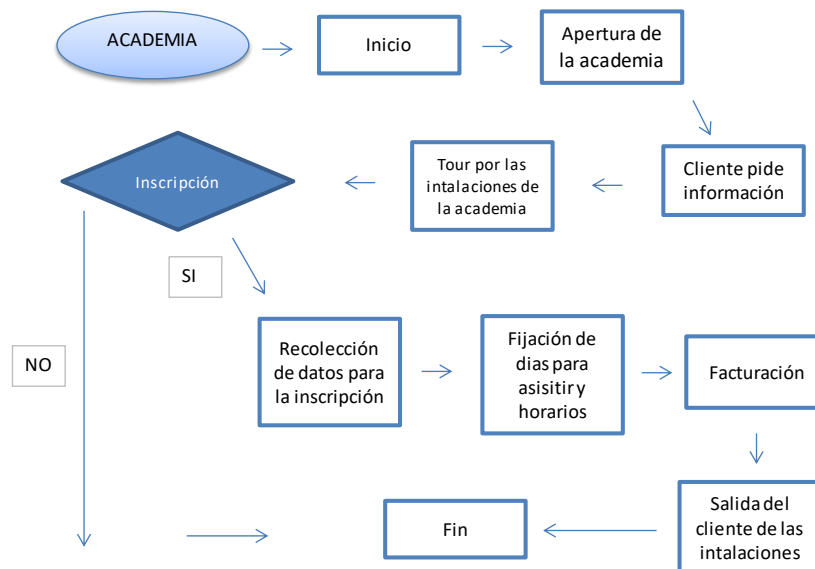 ACADEMIA
Inicio
Apertura de
la academia
Inscripción
Tour por las
intalaciones de
la academia
Cliente pide
información
SI
NO
Recolección
de datos para
la inscripción
Fijación de
dias para
asisitir y
horarios
Facturación
Fin
Salida del
cliente de las
intalaciones